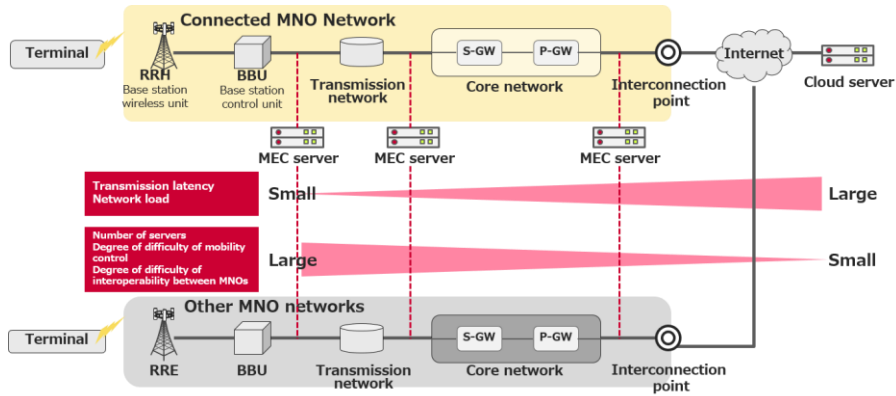 Connected MNO Network
Terminal
RRH
Base station
wireless unit
BBU
Base station
control unit
Transmission
network
S-GW
P-GW
Core network
Interconnection
point
Internet
Cloud server
MEC server
MEC server
MEC server
Transmission latency
Network load
Small
Large
Number of servers
Degree of difficulty of mobility
control
Degree of difficulty of
interoperability between MNOs
Large
Small
Other MNO networks
Terminal
RRE
BBU
Transmission
network
S-GW
P-GW
Core network
Interconnection
point